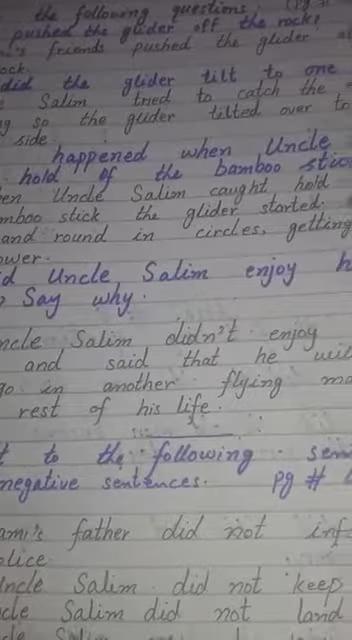 the following questions. (Pg
pushed the glider off the rock?
's friends pushed the glider
ock.
did the glider tilt to one
Salim tried to catch the
g so the glider tilted over to
side
happened when Uncle
hold of the bamboo stic
en Uncle Salim caught hold
mboo stick the glider started
and round in circles, getting
ower.
d Uncle Salim enjoy h
Say why.
ncle Salim didn't enjoy
and said that he will
go in another flying ma
rest of his life.
t to the following sen
negative sentences. pg #
ami's father did not inf
olice
Uncle Salim did not keep
cle Salim did not land